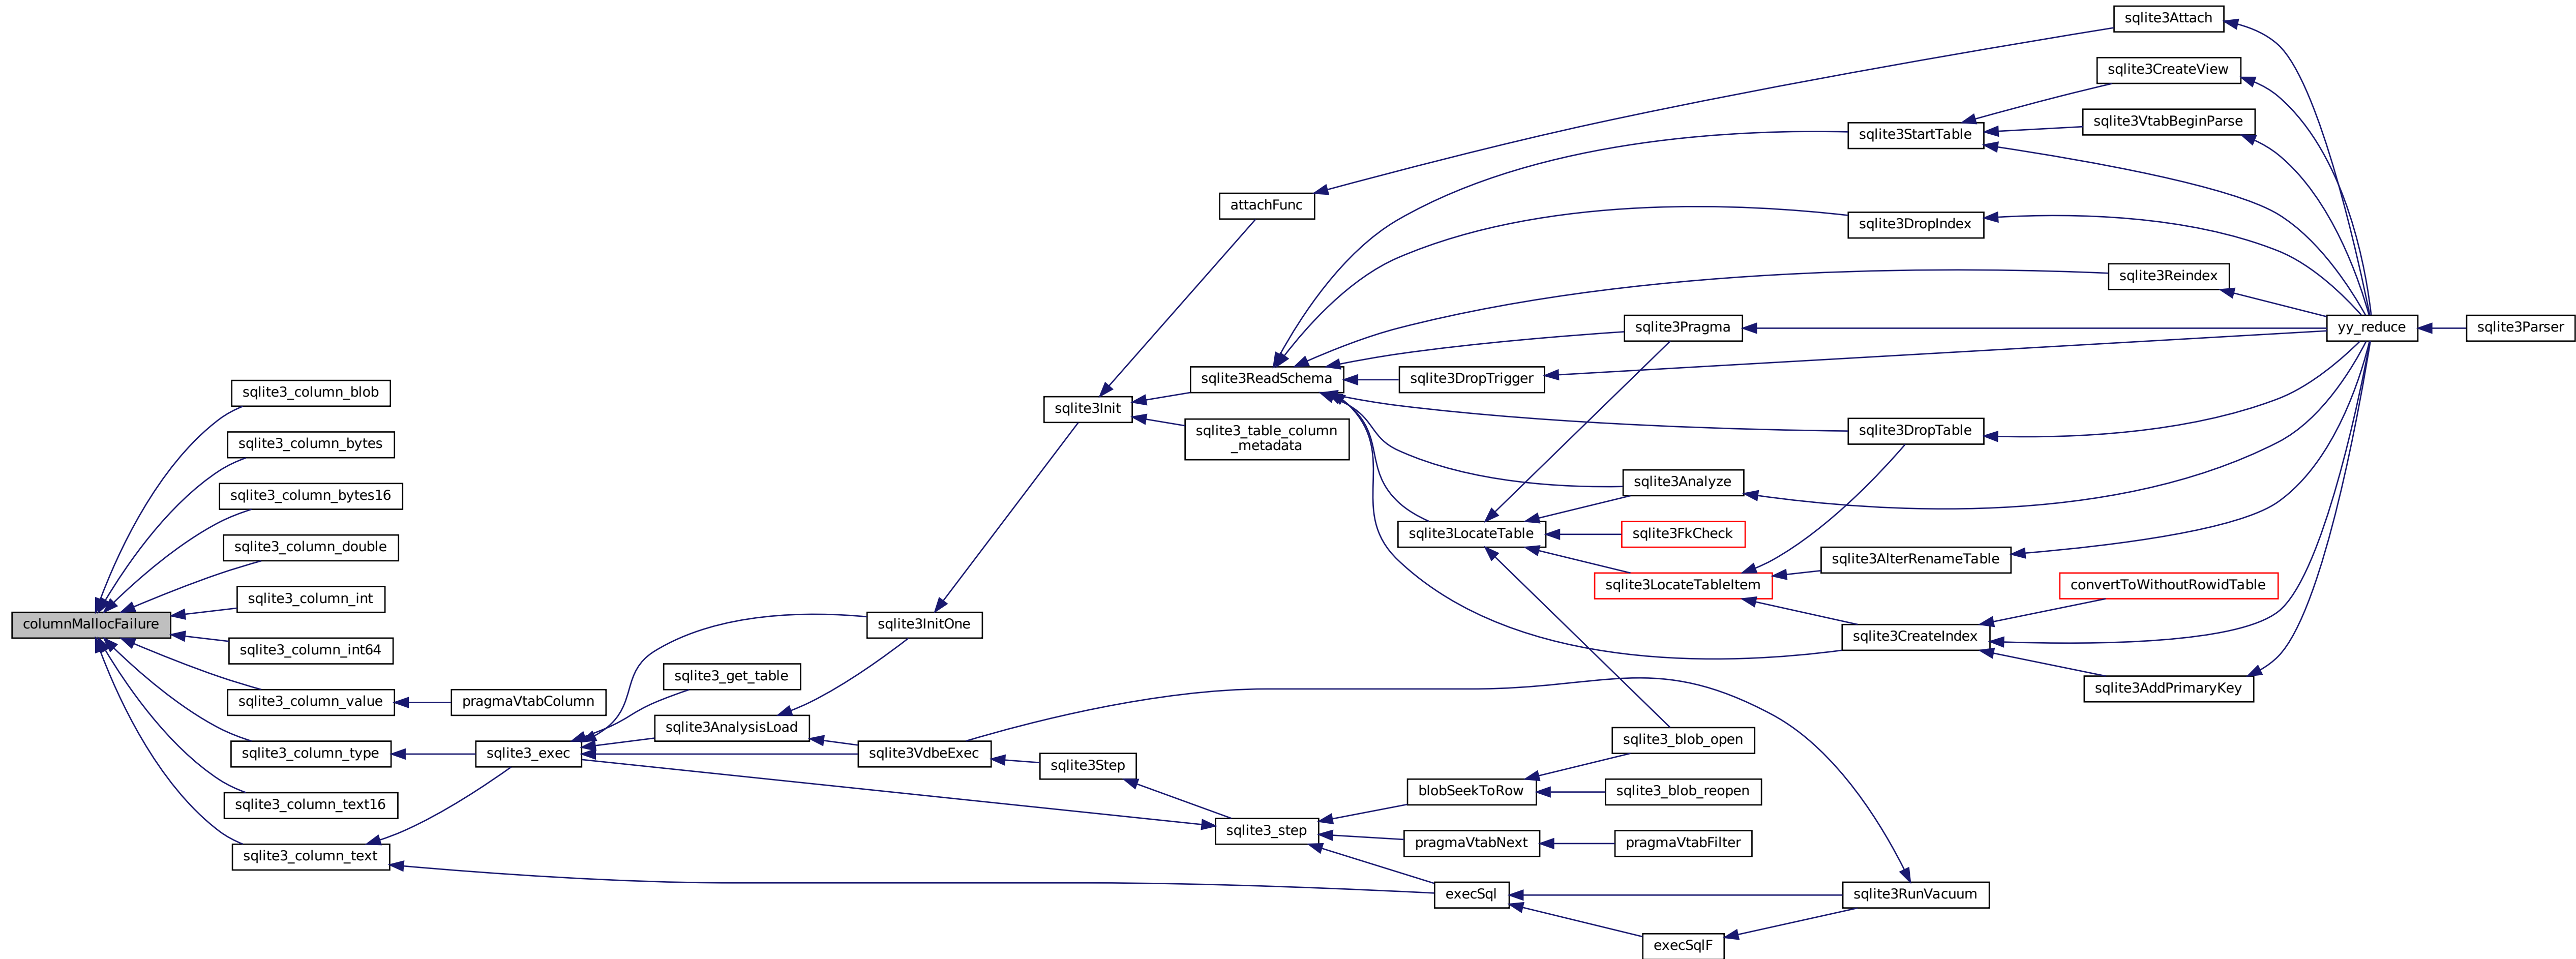 sqlite3Attach
sqlite3CreateView
sqlite3VtabBeginParse
sqlite3StartTable
attachFunc
sqlite3DropIndex
sqlite3Reindex
sqlite3Pragma
yy_reduce
sqlite3Parser
sqlite3ReadSchema
sqlite3DropTrigger
sqlite3_column_blob
sqlite3Init
sqlite3_table_column
_metadata
sqlite3DropTable
sqlite3_column_bytes
sqlite3Analyze
sqlite3_column_bytes16
sqlite3LocateTable
sqlite3FkCheck
sqlite3_column_double
sqlite3AlterRenameTable
sqlite3LocateTableItem
convertToWithoutRowidTable
sqlite3_column_int
columnMallocFailure
sqlite3InitOne
sqlite3CreateIndex
sqlite3_column_int64
sqlite3_get_table
sqlite3AddPrimaryKey
sqlite3_column_value
pragmaVtabColumn
sqlite3AnalysisLoad
sqlite3_blob_open
sqlite3_column_type
sqlite3_exec
sqlite3VdbeExec
sqlite3Step
blobSeekToRow
sqlite3_blob_reopen
sqlite3_column_text16
sqlite3_step
pragmaVtabNext
pragmaVtabFilter
sqlite3_column_text
execSql
sqlite3RunVacuum
execSqlF